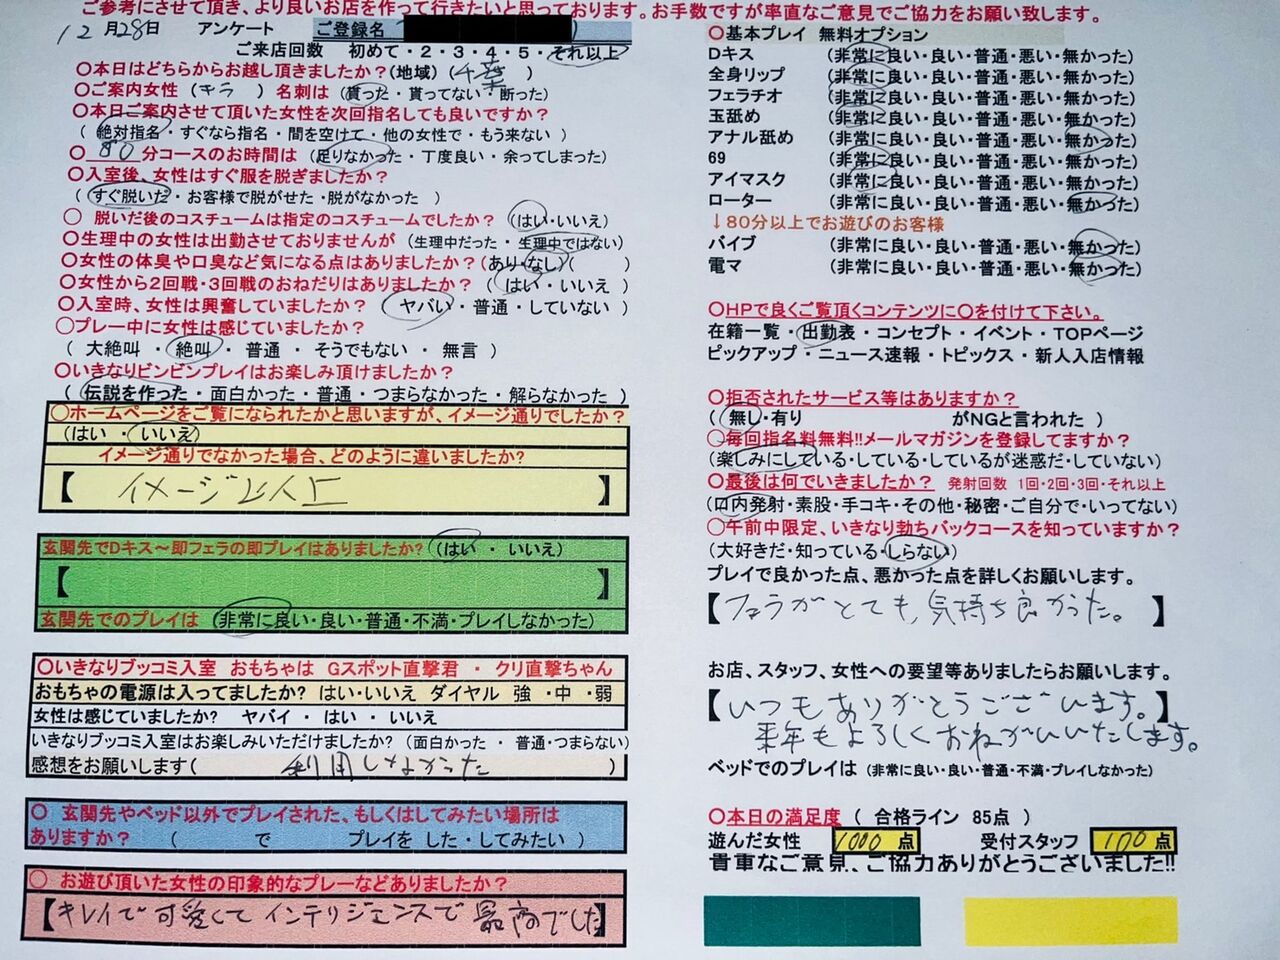 ご参考にさせて頂き、より良いお店を作って行きたいと思っております。お手数ですが率直なご意見でご協力をお願い致します。
12月28日 アンケート ご登録名( )
ご来店回数 初めて・2・3・4・5・それ以上
〇本日はどちらからお越し頂きましたか?(地域)(千葉)
〇ご案内女性 (キラ) 名刺は (貰った・貰ってない・断った)
〇本日ご案内させて頂いた女性を次回指名しても良いですか?
( 絶対指名・すぐなら指名・間を空けて・他の女性で・もう来ない )
〇 80分コースのお時間は (足りなかった・丁度良い・余ってしまった)
〇入室後、女性はすぐ服を脱ぎましたか?
(すぐ脱いだ・お客様で脱がせた・脱がなかった )
〇 脱いだ後のコスチュームは指定のコスチュームでしたか? (はい・いいえ)
〇生理中の女性は出勤させておりませんが (生理中だった・生理中ではない)
〇女性の体臭や口臭など気になる点はありましたか?(あり・なし)( )
〇女性から2回戦・3回戦のおねだりはありましたか? (はい・いいえ)
〇入室時、女性は興奮していましたか? (ヤバい・普通・していない )
〇プレー中に女性は感じていましたか?
( 大絶叫 ・ 絶叫 ・ 普通 ・ そうでもない ・ 無言 )
〇いきなりビンビンプレイはお楽しみ頂けましたか?
( 伝説を作った・面白かった・普通・つまらなかった・解らなかった )
〇ホームページをご覧になられたかと思いますが、イメージ通りでしたか?
(はい ・いいえ)
イメージ通りでなかった場合、どのように違いましたか?
【 イメージ以上 】
玄関先でDキス～即フェラの即プレイはありましたか? (はい ・ いいえ)
【 】
玄関先でのプレイは (非常に良い・良い・普通・不満・プレイしなかった)
〇いきなりブッコミ入室 おもちゃは Gスポット直撃君 ・ クリ直撃ちゃん
おもちゃの電源は入ってましたか? はい・いいえ ダイヤル 強 ・中 ・弱
女性は感じていましたか? ヤバイ ・ はい ・ いいえ
いきなりブッコミ入室はお楽しみいただけましたか? (面白かった ・ 普通・つまらない)
感想をお願いします( 利用しなかった )
〇 玄関先やベッド以外でプレイされた、もしくはしてみたい場所は
ありますか? ( で プレイを した・してみたい )
〇 お遊び頂いた女性の印象的なプレーなどありましたか?
【キレイで可愛くてインテリジェンスで最高でした】
〇基本プレイ 無料オプション
Dキス (非常に良い・良い・普通・悪い・無かった)
全身リップ (非常に良い・良い・普通・悪い・無かった)
フェラチオ (非常に良い・良い・普通・悪い・無かった)
玉舐め (非常に良い・良い・普通・悪い・無かった)
アナル舐め (非常に良い・良い・普通・悪い・無かった)
69 (非常に良い・良い・普通・悪い・無かった)
アイマスク (非常に良い・良い・普通・悪い・無かった)
ローター (非常に良い・良い・普通・悪い・無かった)
↓80分以上でお遊びのお客様
バイブ (非常に良い・良い・普通・悪い・無かった)
電マ (非常に良い・良い・普通・悪い・無かった)
〇HPで良くご覧頂くコンテンツに〇を付けて下さい。
在籍一覧・出勤表・コンセプト・イベント・TOPページ
ピックアップ・ニュース速報・トピックス・新人入店情報
〇拒否されたサービス等はありますか?
( 無し・有り がNGと言われた )
〇毎回指名料無料!!メールマガジンを登録してますか?
(楽しみにしている・している・しているが迷惑だ・していない)
〇最後は何でいきましたか? 発射回数 1回・2回・3回・それ以上
(口内発射・素股・手コキ・その他・秘密・ご自分で・いってない)
〇午前中限定、いきなり勃ちバックコースを知っていますか?
(大好きだ・知っている・しらない)
プレイで良かった点、悪かった点を詳しくお願いします。
【フェラがとても、気持ち良かった。】
お店、スタッフ、女性への要望等ありましたらお願いします。
【いつもありがとうございます。】
来年もよろしくおねがいいたします。
ベッドでのプレイは (非常に良い・良い・普通・不満・プレイしなかった)
〇本日の満足度 ( 合格ライン 85点 )
遊んだ女性 1000 点 受付スタッフ 100 点
貴重なご意見、ご協力ありがとうございました!!